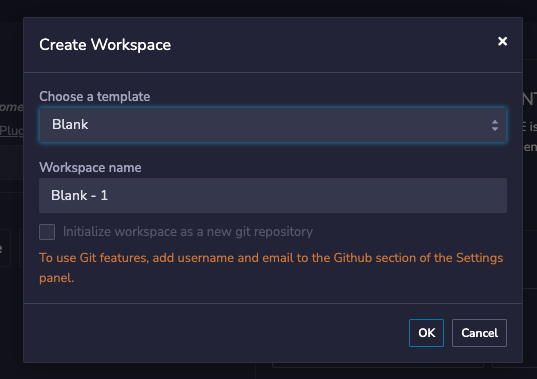 Create Workspace
Choose a template
Blank
Workspace name
Blank - 1
Initialize workspace as a new git repository
To use Git features, add username and email to the Github section of the Settings
panel.
OK
Cancel